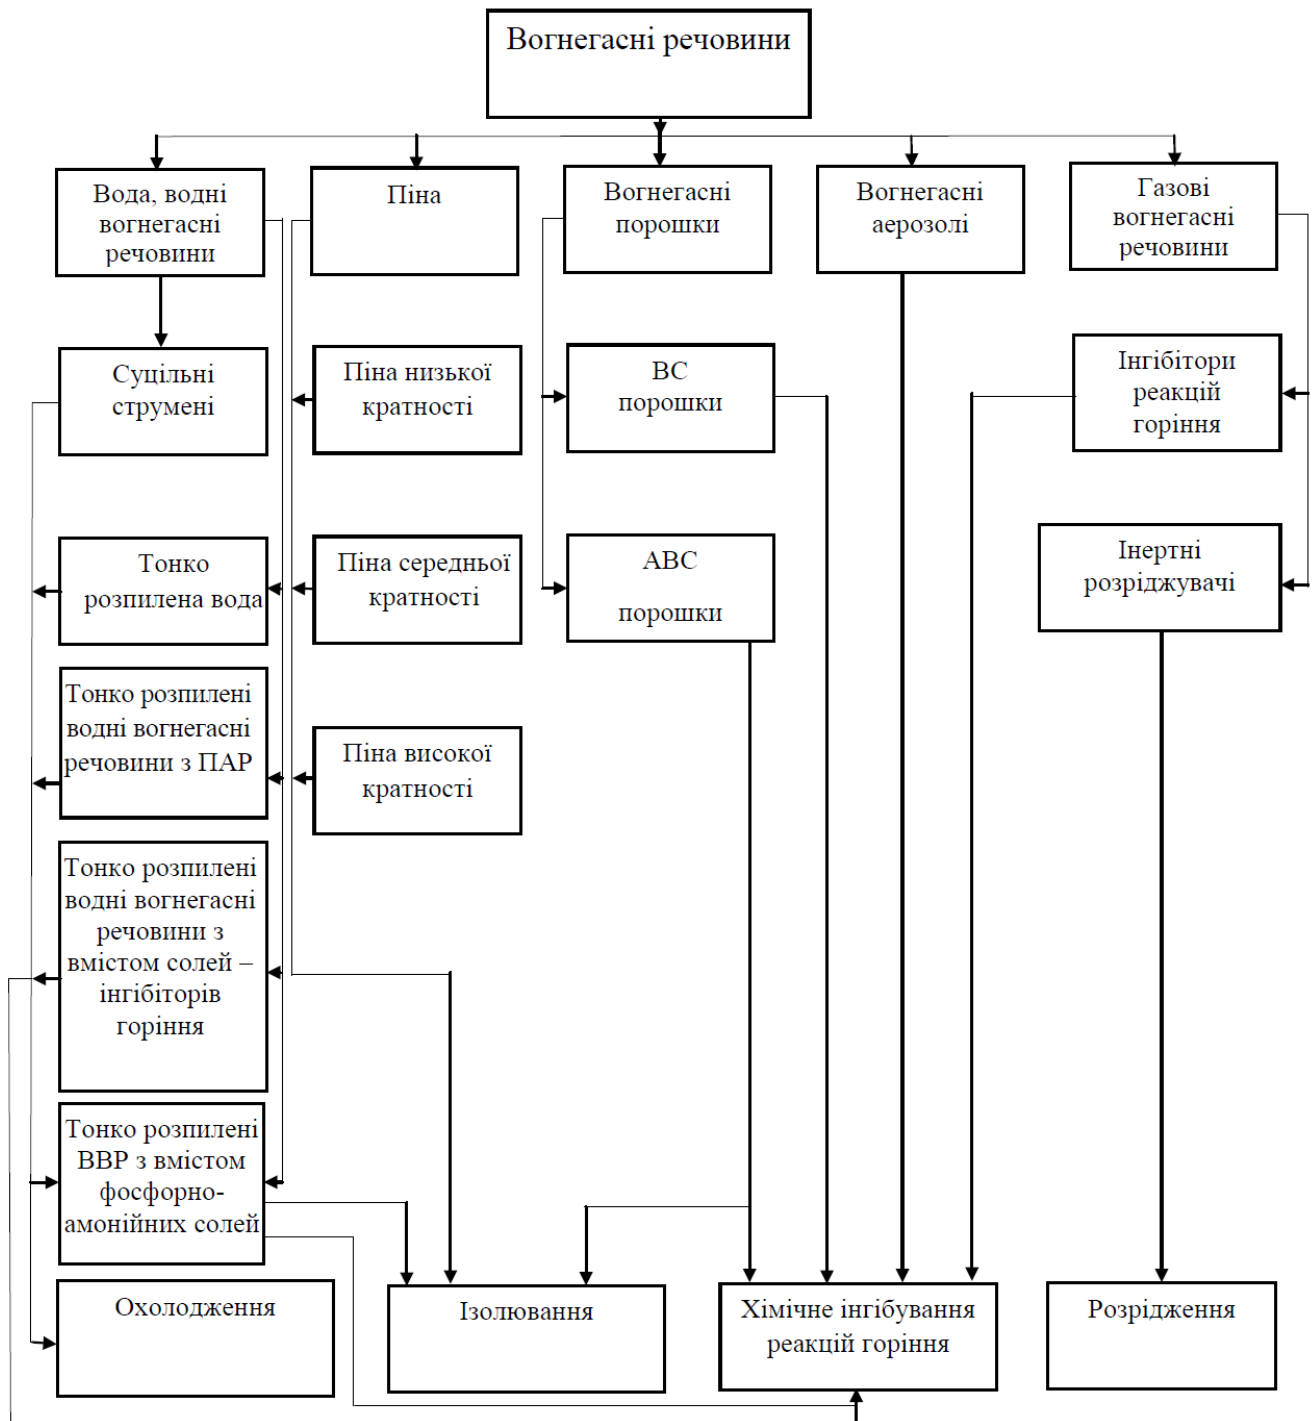 Вогнегасні речовини
Вода, водні
вогнегасні
речовини
Піна
Вогнегасні
порошки
Вогнегасні
аерозолі
Газові
вогнегасні
речовини
Суцільні
струмені
Піна низької
кратності
ВС
порошки
Інгібітори
реакцій
горіння
Тонко
розпилена вода
Піна середньої
кратності
АВС
порошки
Інертні
розріджувачі
Тонко розпилені
водні вогнегасні
речовини з ПАР
Піна високої
кратності
Тонко розпилені
водні вогнегасні
речовини з
вмістом солей –
інгібіторів
горіння
Тонко розпилені
ВВР з вмістом
фосфорно-
амонійних солей
Охолодження
Ізолювання
Хімічне інгібування
реакцій горіння
Розрідження